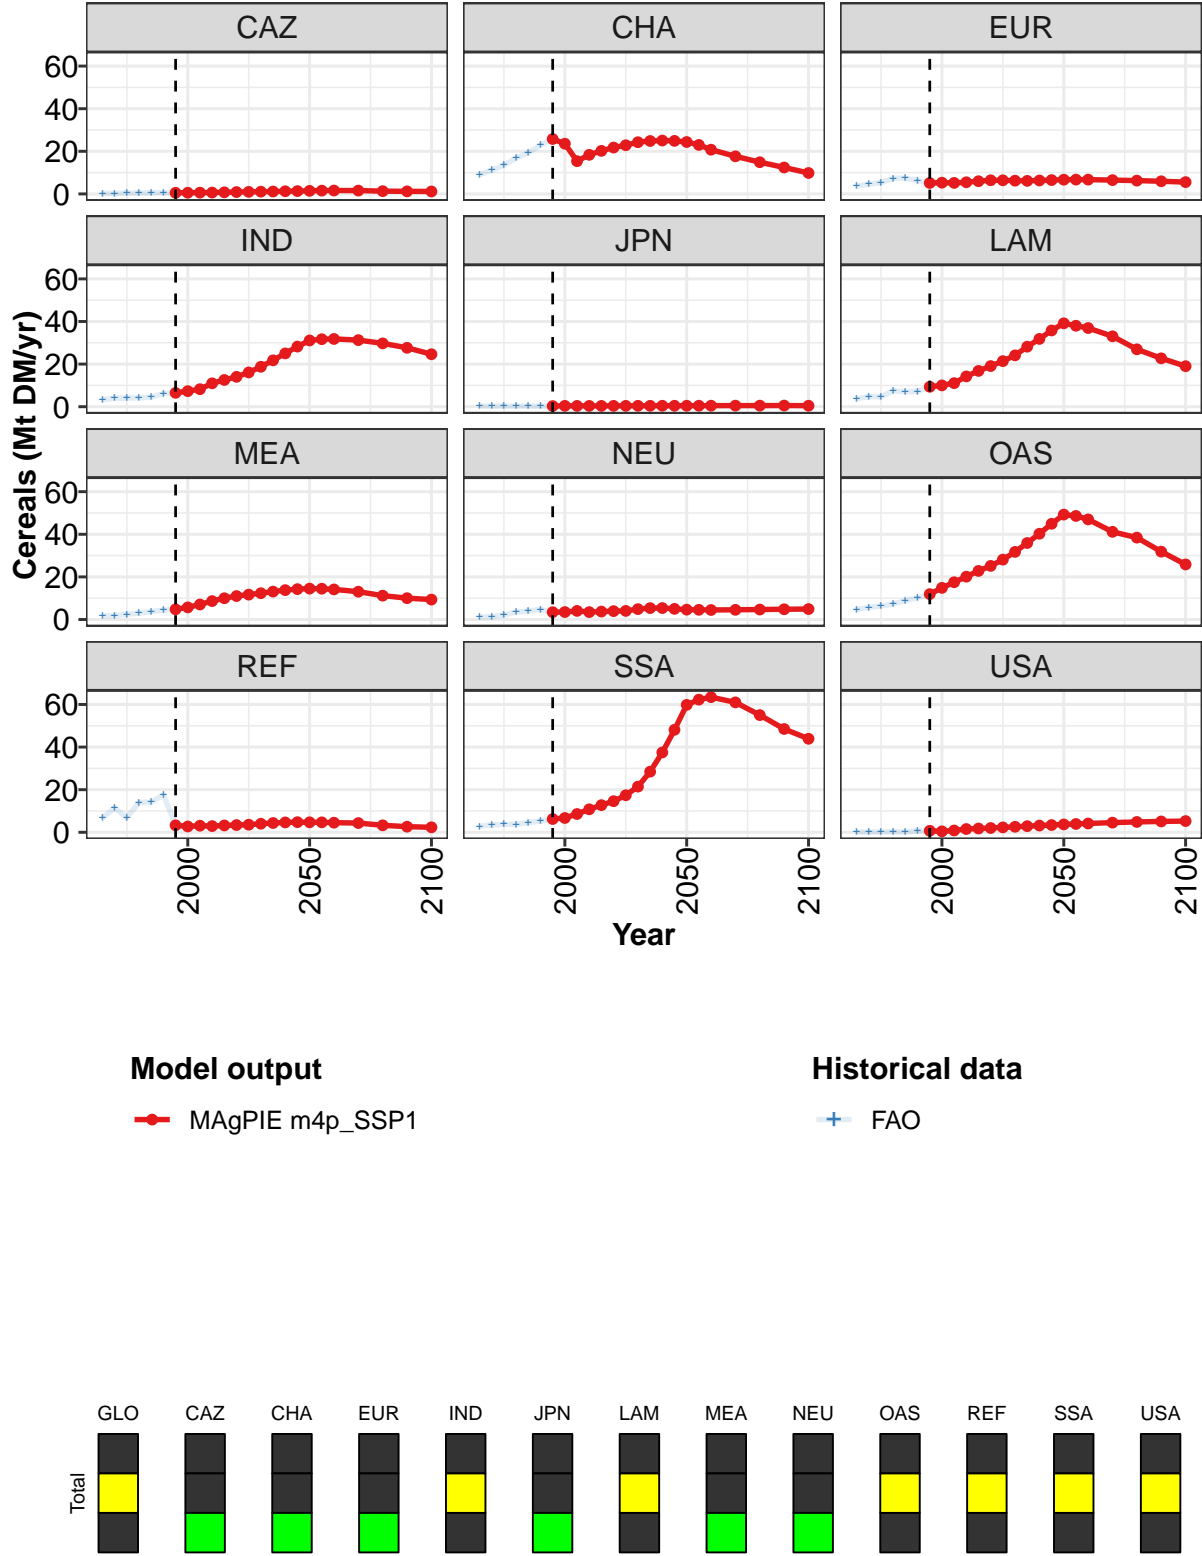 CAZ CHA EUR
60
40
20
0
IND JPN LAM
60
40
20
0
MEA NEU OAS
60
40
20
0
REF SSA USA
60
40
20
0
Cereals (Mt DM/yr)
2000 2050 2100 2000 2050 2100 2000 2050 2100
Year
Model output Historical data
MAgPIE m4p_SSP1 FAO
GLO CAZ CHA EUR IND JPN LAM MEA NEU OAS REF SSA USA
Total